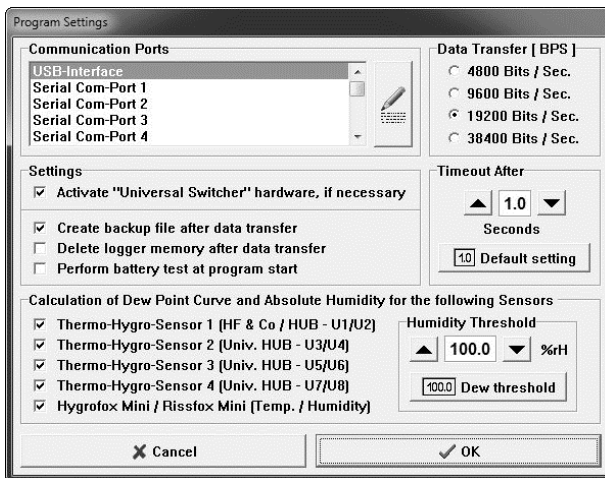 Program Settings
Communication Ports
USB-Interface
Serial Com-Port 1
Serial Com-Port 2
Serial Com-Port 3
Serial Com-Port 4
Data Transfer [ BPS ]
4800 Bits / Sec.
9600 Bits / Sec.
19200 Bits / Sec.
38400 Bits / Sec.
Settings
Activate "Universal Switcher" hardware, if necessary
Create backup file after data transfer
Delete logger memory after data transfer
Perform battery test at program start
Timeout After
1.0
Seconds
1.0 Default setting
Calculation of Dew Point Curve and Absolute Humidity for the following Sensors
Thermo-Hygro-Sensor 1 (HF & Co / HUB - U1/U2)
Thermo-Hygro-Sensor 2 (Univ. HUB - U3/U4)
Thermo-Hygro-Sensor 3 (Univ. HUB - U5/U6)
Thermo-Hygro-Sensor 4 (Univ. HUB - U7/U8)
Hygrofox Mini / Rissfox Mini (Temp. / Humidity)
Humidity Threshold
100.0 %rH
100.0 Dew threshold
Cancel
OK